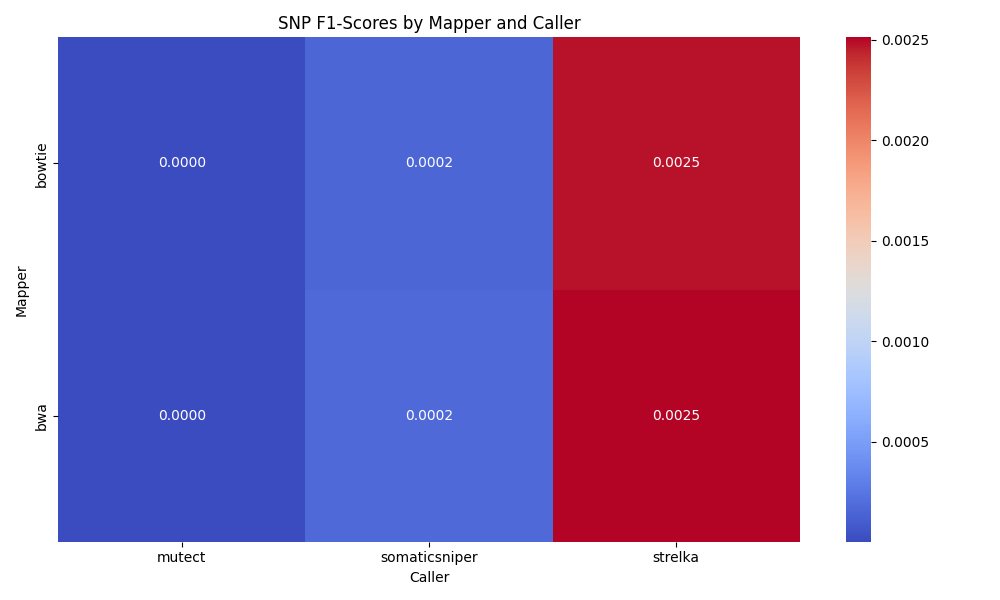 SNP F1-Scores by Mapper and Caller
Mapper
bowtie
bwa
0.0000
0.0002
0.0025
0.0000
0.0002
0.0025
mutect
somaticsniper
strelka
Caller
0.0025
0.0020
0.0015
0.0010
0.0005